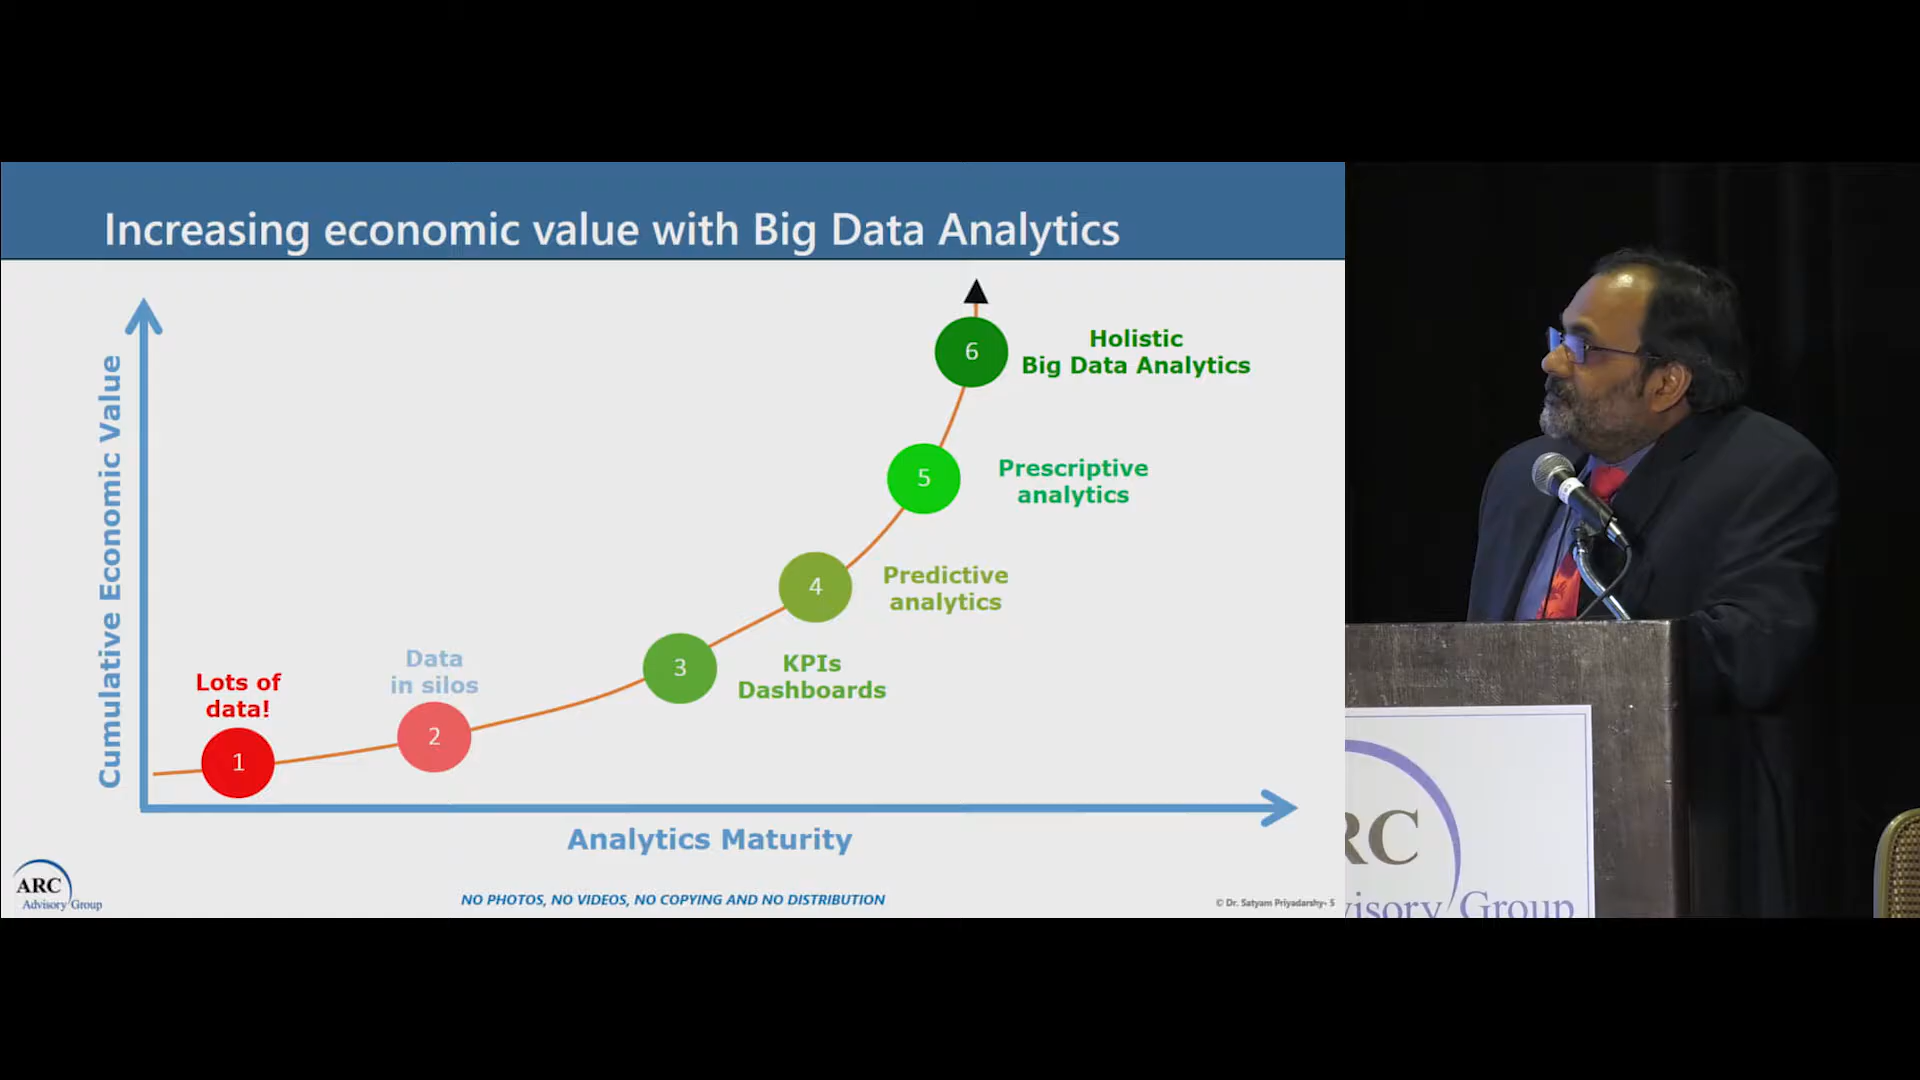 Increasing economic value with Big Data Analytics
Cumulative Economic Value
6
Holistic
Big Data Analytics
5
Prescriptive
analytics
4
Predictive
analytics
3
KPIs
Dashboards
Data
in silos
2
Lots of
data!
1
Analytics Maturity
ARC
Advisory Group
NO PHOTOS, NO VIDEOS, NO COPYING AND NO DISTRIBUTION
© Dr. Satyam Priyadarshy- 5
RC
visory Group